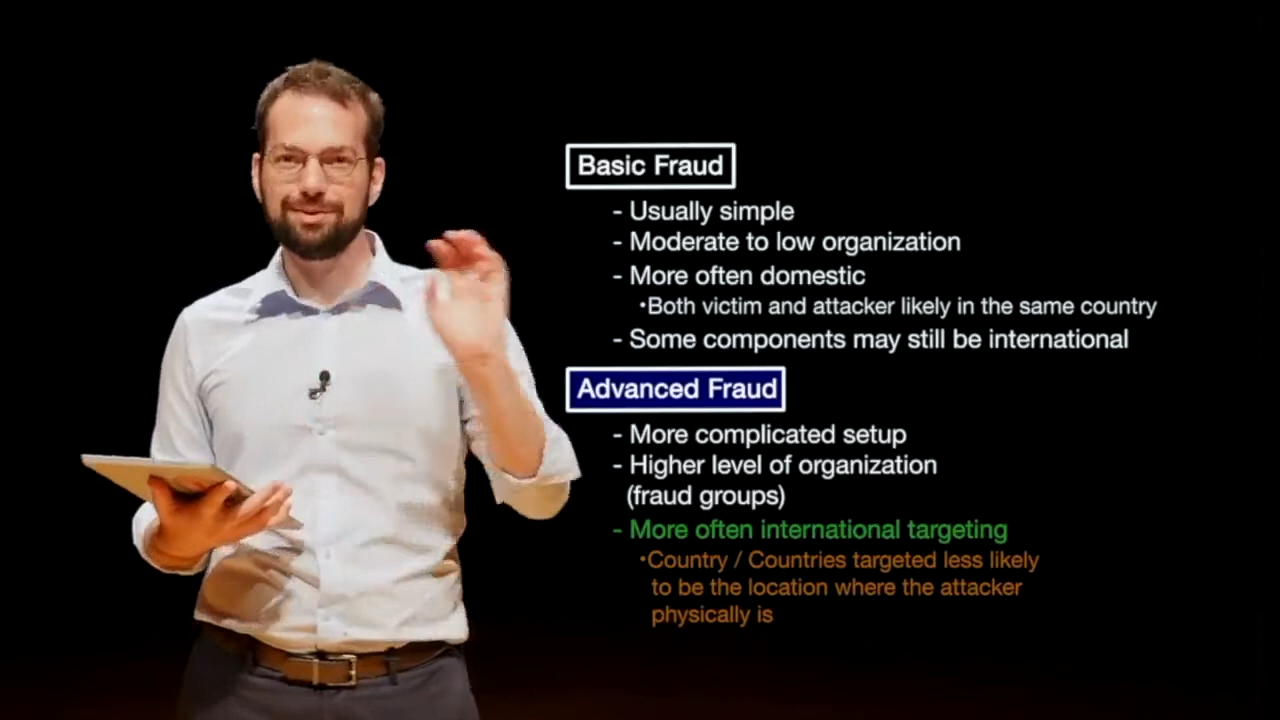 Basic Fraud
- Usually simple
- Moderate to low organization
- More often domestic
•Both victim and attacker likely in the same country
- Some components may still be international
Advanced Fraud
- More complicated setup
- Higher level of organization
(fraud groups)
- More often international targeting
•Country / Countries targeted less likely
to be the location where the attacker
physically is